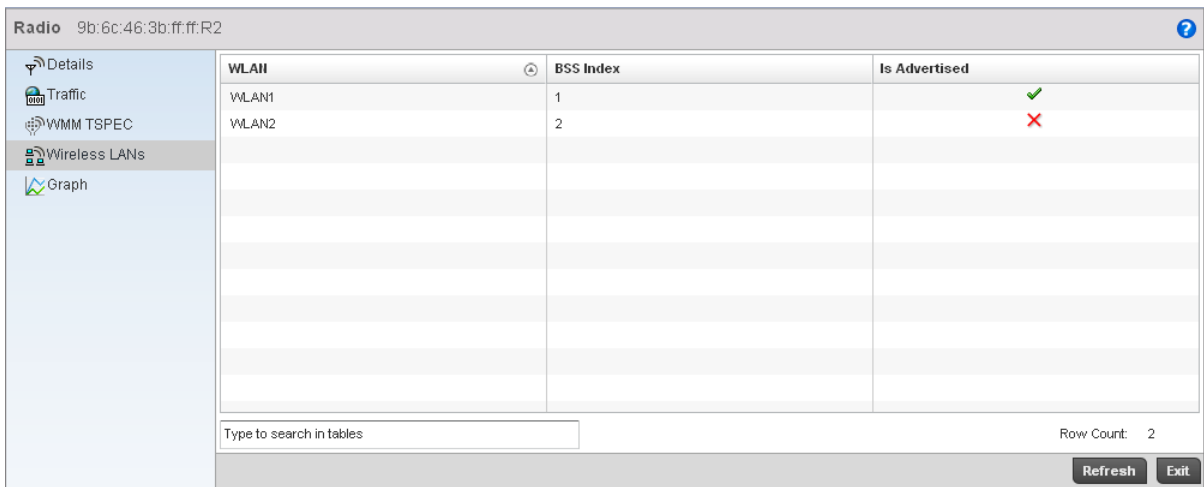 Radio 9b:6c:46:3b:ff:ff:R2
Details
Traffic
WMM TSPEC
Wireless LANs
Graph
WLAN BSS Index Is Advertised
WLAN1 1
WLAN2 2
Type to search in tables
Row Count: 2
Refresh Exit